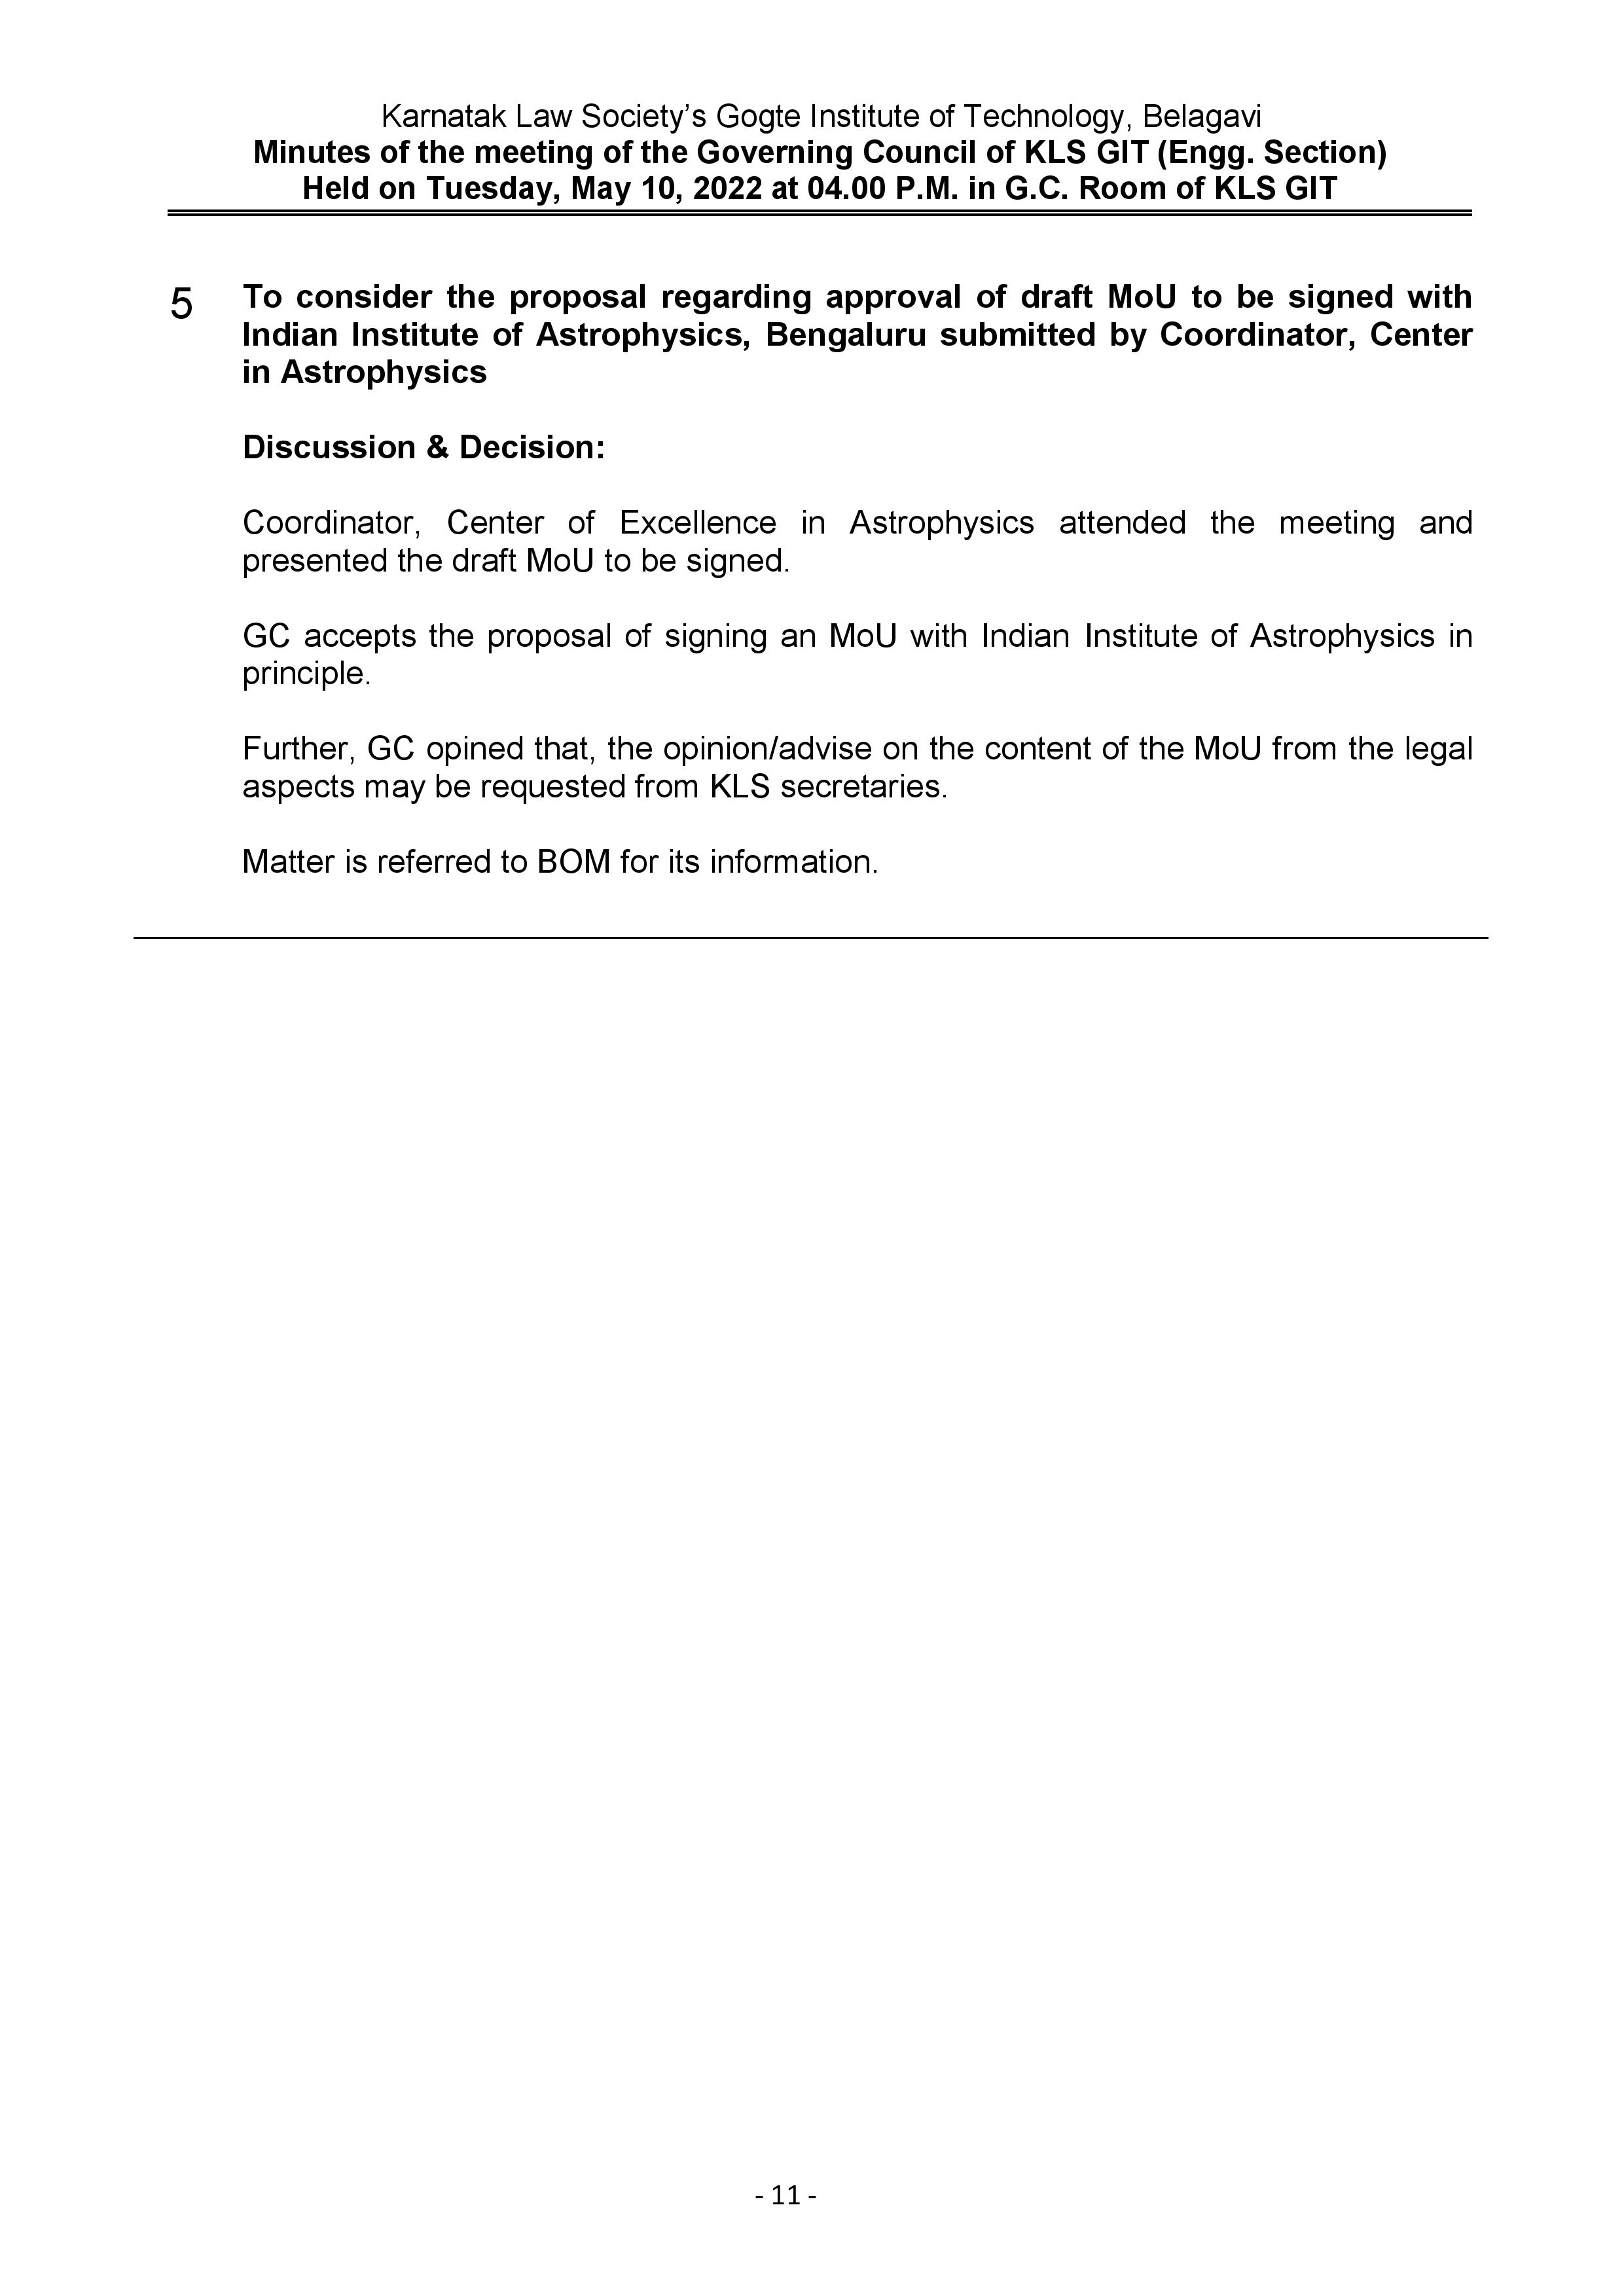 Karnatak Law Society’s Gogte Institute of Technology, Belagavi
Minutes of the meeting of the Governing Council of KLS GIT (Engg. Section)
Held on Tuesday, May 10, 2022 at 04.00 P.M. in G.C. Room of KLS GIT
5 To consider the proposal regarding approval of draft MoU to be signed with
Indian Institute of Astrophysics, Bengaluru submitted by Coordinator, Center
in Astrophysics
Discussion & Decision:
Coordinator, Center of Excellence in Astrophysics attended the meeting and
presented the draft MoU to be signed.
GC accepts the proposal of signing an MoU with Indian Institute of Astrophysics in
principle.
Further, GC opined that, the opinion/advise on the content of the MoU from the legal
aspects may be requested from KLS secretaries.
Matter is referred to BOM for its information.
- 11 -